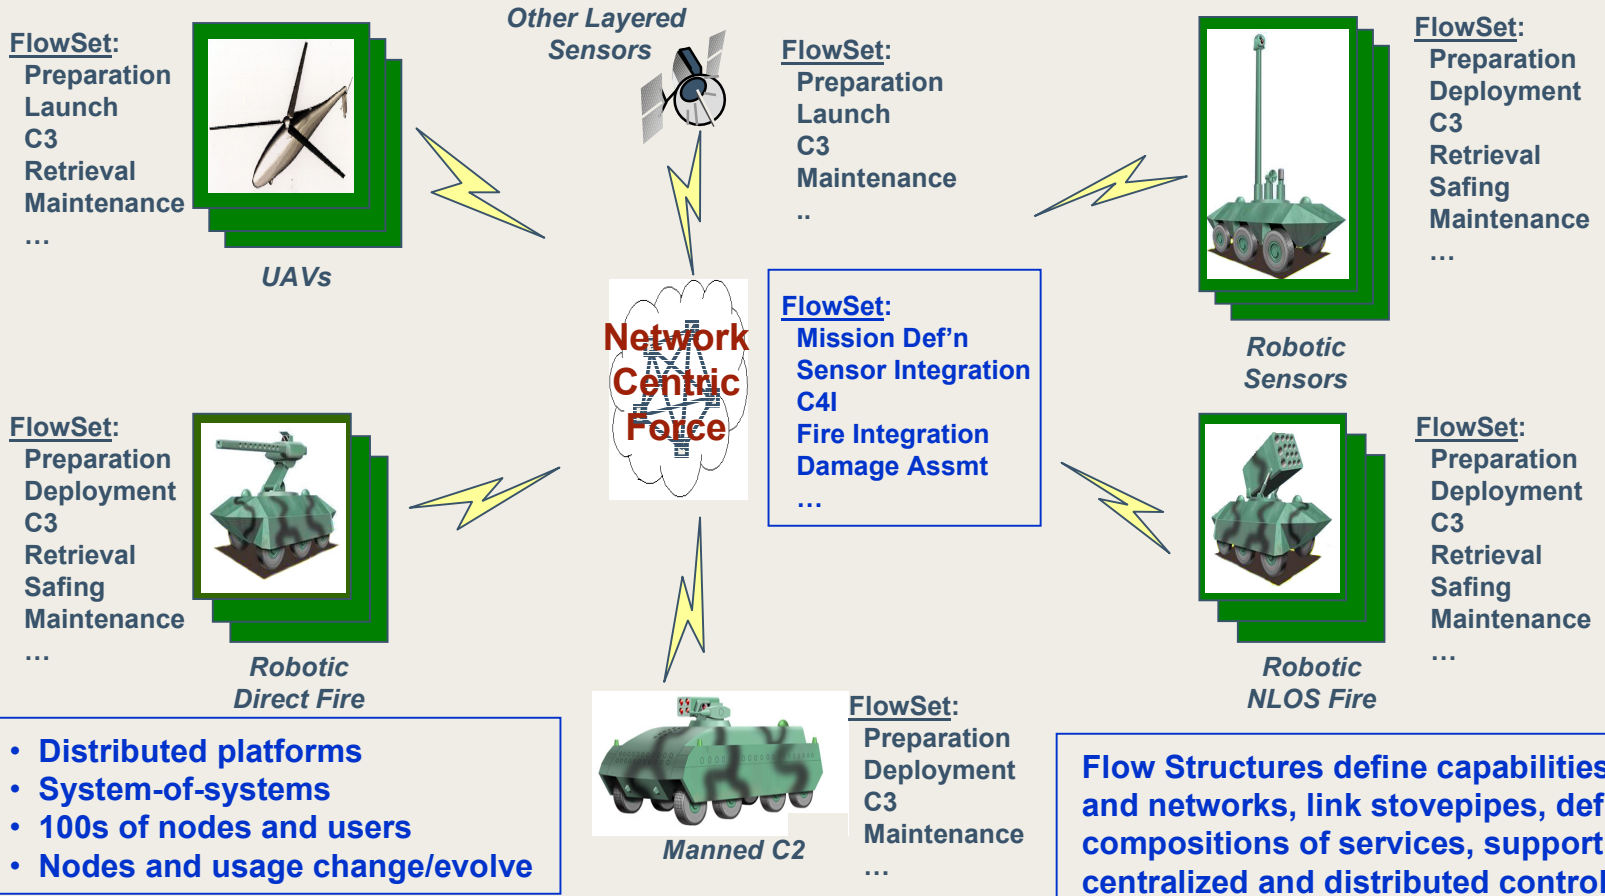 FlowSet:
Preparation
Launch
C3
Retrieval
Maintenance
…
UAVs
Other Layered
Sensors
FlowSet:
Preparation
Launch
C3
Maintenance
..
FlowSet:
Preparation
Deployment
C3
Retrieval
Safing
Maintenance
…
Robotic
Sensors
Network
Centric
Force
FlowSet:
Mission Def’n
Sensor Integration
C4I
Fire Integration
Damage Assmt
…
FlowSet:
Preparation
Deployment
C3
Retrieval
Safing
Maintenance
…
Robotic
Direct Fire
FlowSet:
Preparation
Deployment
C3
Retrieval
Safing
Maintenance
…
Robotic
NLOS Fire
FlowSet:
Preparation
Deployment
C3
Maintenance
…
Manned C2
• Distributed platforms
• System-of-systems
• 100s of nodes and users
• Nodes and usage change/evolve
Flow Structures define capabilities
and networks, link stovepipes,
compositions of services, support
centralized and distributed control